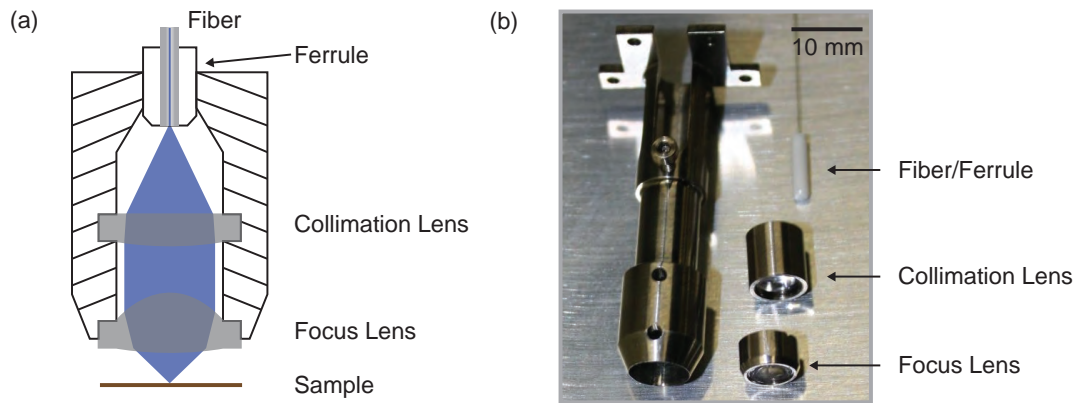 (a)
Fiber
Ferrule
Collimation Lens
Focus Lens
Sample
(b)
10 mm
Fiber/Ferrule
Collimation Lens
Focus Lens